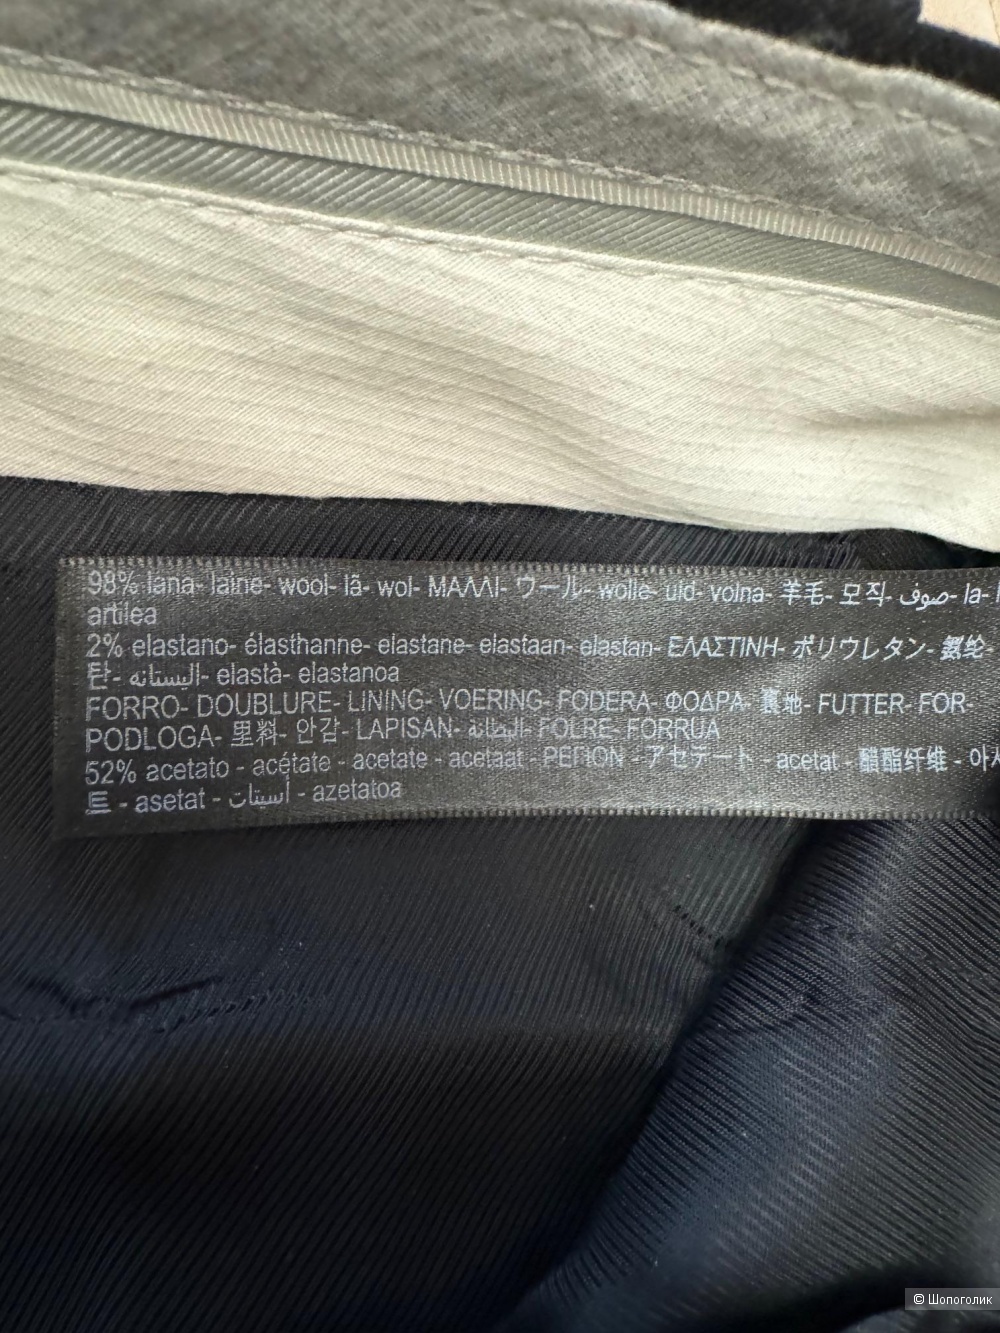 98% lana- laine- wool- lã- wol- ΜΑΛΛΙ- ウール- wolle- uld- volna- 羊毛- 모직- صوف- la-
artilea
2% elastano- élasthanne- elastane- elastaan- elastan- ΕΛΑΣΤΙΝΗ- ポリウレタン- 氨纶-
탄- اليستانه- elastà- elastanoa
FORRO- DOUBLURE- LINING- VOERING- FODERA- ΦΟΔΡΑ- 裏地- FUTTER- FOR-
PODLOGA- 里料- 안감- LAPISAN- البطانة- FOLRE- FORRUA
52% acetato - acétate - acetate - acetaat - ΡΕΓΙΟΝ - アセテート - acetat - 醋酯纤维 - 아세
트 - asetat - أسيتات - azetatoa
© Шопоголик